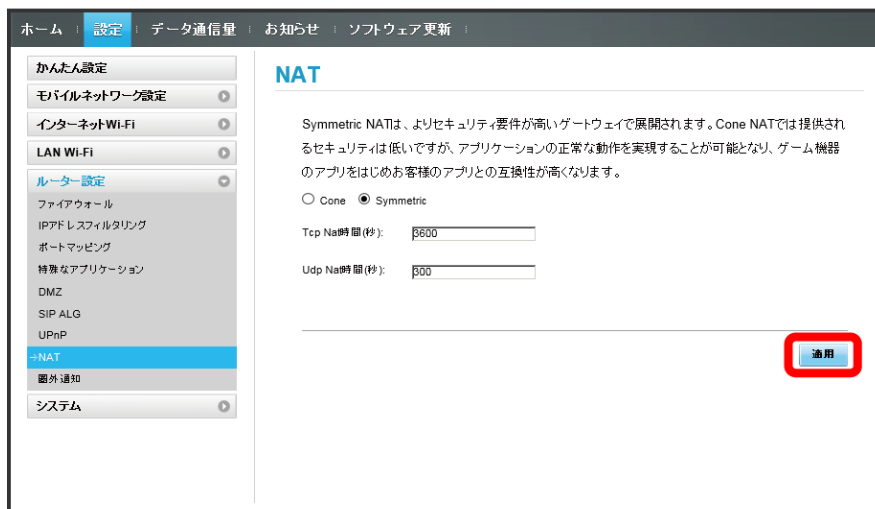 ホーム 設定 データ通信量 お知らせ ソフトウェア更新
かんたん設定
モバイルネットワーク設定
インターネットWi-Fi
LAN Wi-Fi
ルーター設定
ファイアウォール
IPアドレスフィルタリング
ポートマッピング
特殊なアプリケーション
DMZ
SIP ALG
UPnP
→NAT
圏外通知
システム
NAT
Symmetric NATは、よりセキュリティ要件が高いゲートウェイで展開されます。Cone NATでは提供され
るセキュリティは低いですが、アプリケーションの正常な動作を実現することが可能となり、ゲーム機器
のアプリをはじめお客様のアプリとの互換性が高くなります。
Cone Symmetric
Tcp Nat時間(秒): 3600
Udp Nat時間(秒): 300
適用